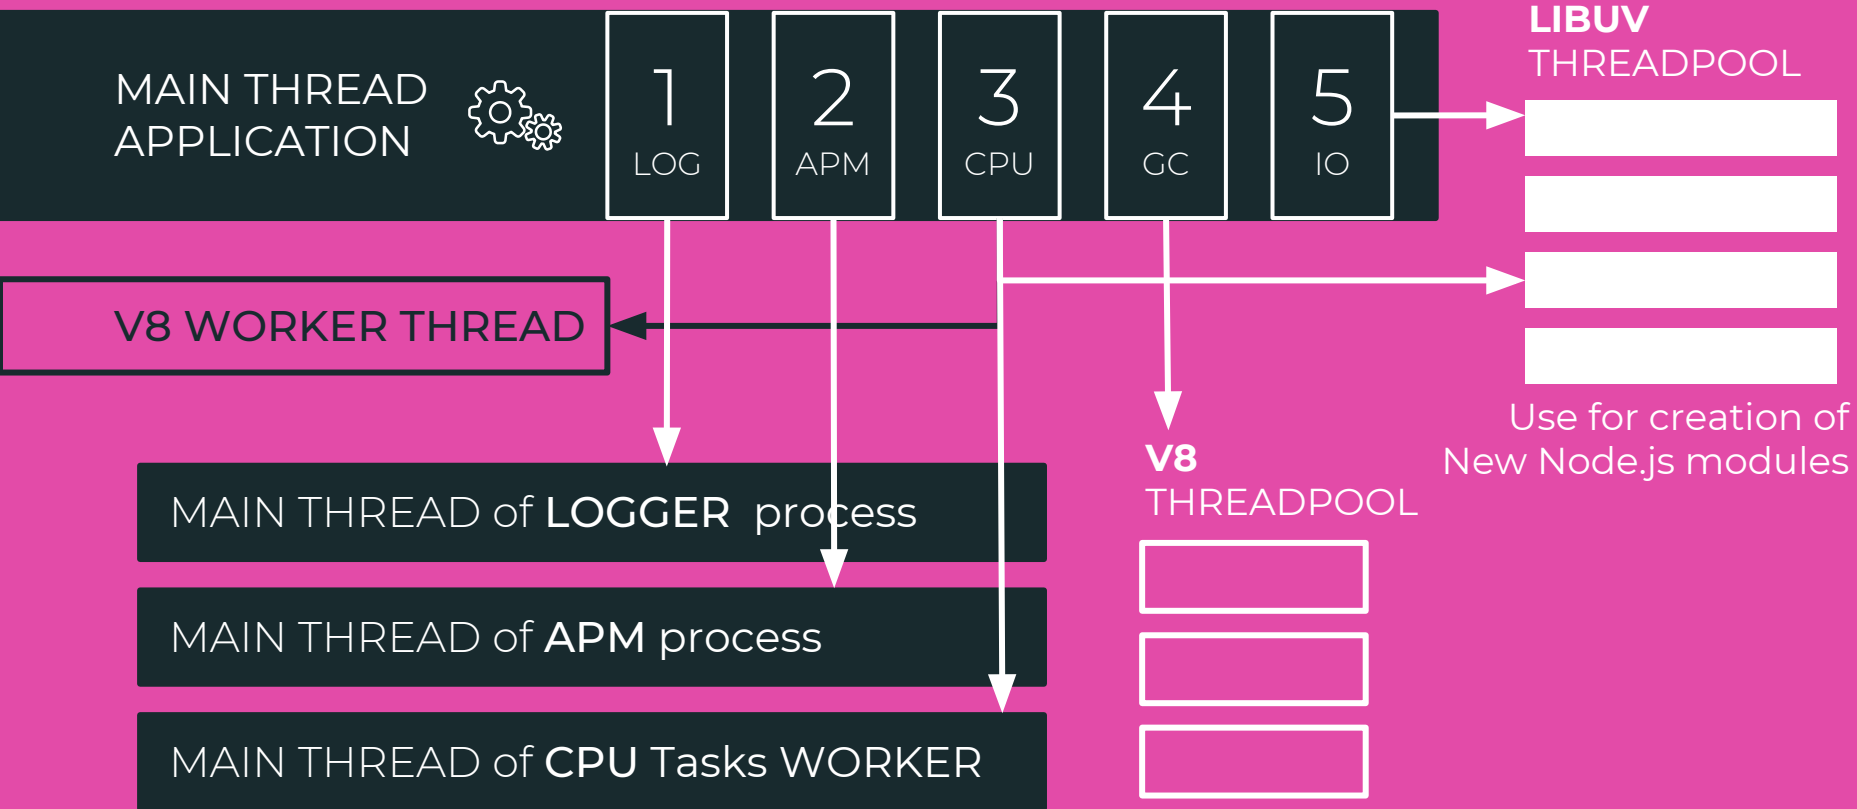 MAIN THREAD
APPLICATION
1
LOG
2
APM
3
CPU
4
GC
5
IO
LIBUV
THREADPOOL
Use for creation of
New Node.js modules
V8 WORKER THREAD
V8
THREADPOOL
MAIN THREAD of LOGGER process
MAIN THREAD of APM process
MAIN THREAD of CPU Tasks WORKER